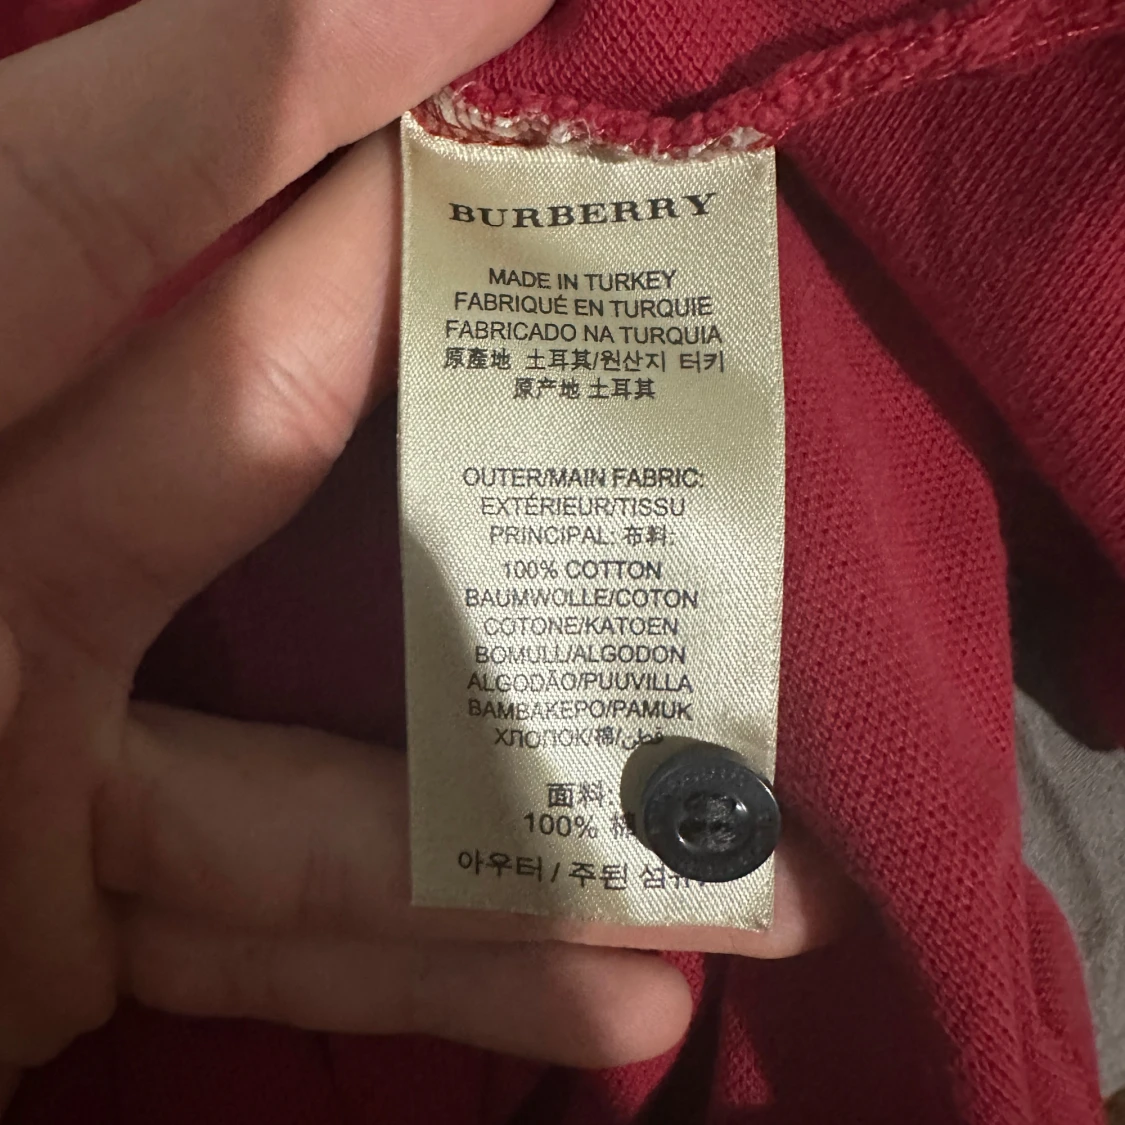 BURBERRY
MADE IN TURKEY
FABRIQUÉ EN TURQUIE
FABRICADO NA TURQUIA
原產地 土耳其/원산지 터키
原产地 土耳其
OUTER/MAIN FABRIC:
EXTÉRIEUR/TISSU
PRINCIPAL: 布料:
100% COTTON
BAUMWOLLE/COTON
COTONE/KATOEN
BOMULL/ALGODON
ALGODÃO/PUUVILLA
ΒΑΜΒΑΚΕΡΟ/PAMUK
ХЛОПОК/棉/قطن
面料:
100% 棉
아우터 / 주된